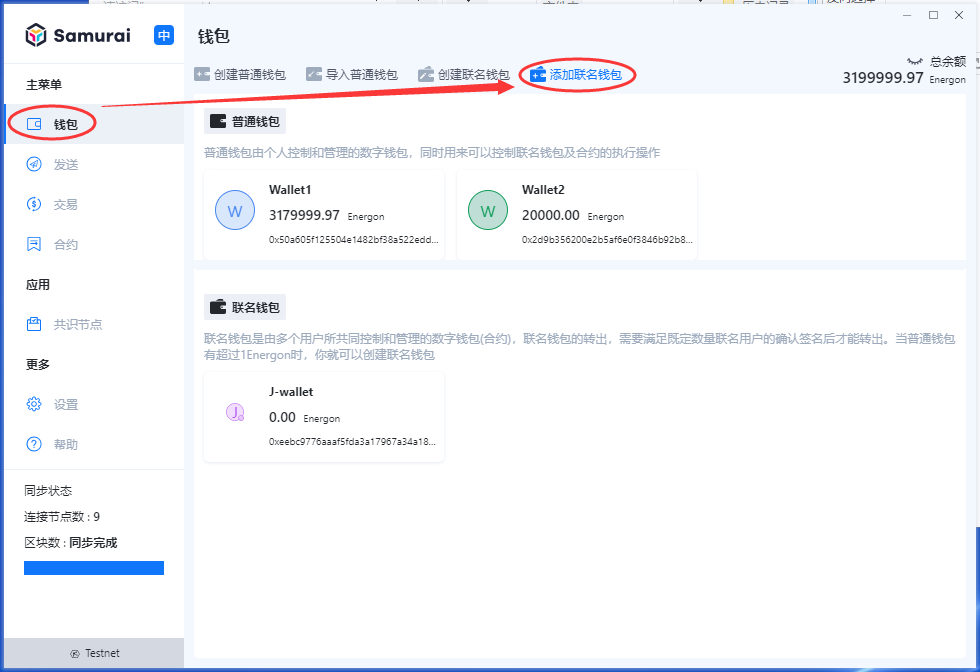 Samurai
中
钱包
主菜单
钱包
发送
交易
合约
应用
共识节点
更多
设置
帮助
同步状态
连接节点数 : 9
区块数 : 同步完成
Testnet
创建普通钱包
导入普通钱包
创建联名钱包
添加联名钱包
总余额
3199999.97 Energon
普通钱包
普通钱包由个人控制和管理的数字钱包，同时用来可以控制联名钱包及合约的执行操作
W
Wallet1
3179999.97 Energon
0x50a605f125504e1482bf38a522edd...
W
Wallet2
20000.00 Energon
0x2d9b356200e2b5af6e0f3846b92b8...
联名钱包
联名钱包是由多个用户所共同控制和管理的数字钱包(合约)，联名钱包的转出，需要满足既定数量联名用户的确认签名后才能转出。当普通钱包
有超过1Energon时，你就可以创建联名钱包
J
J-wallet
0.00 Energon
0xeebc9776aaaf5fda3a17967a34a18...